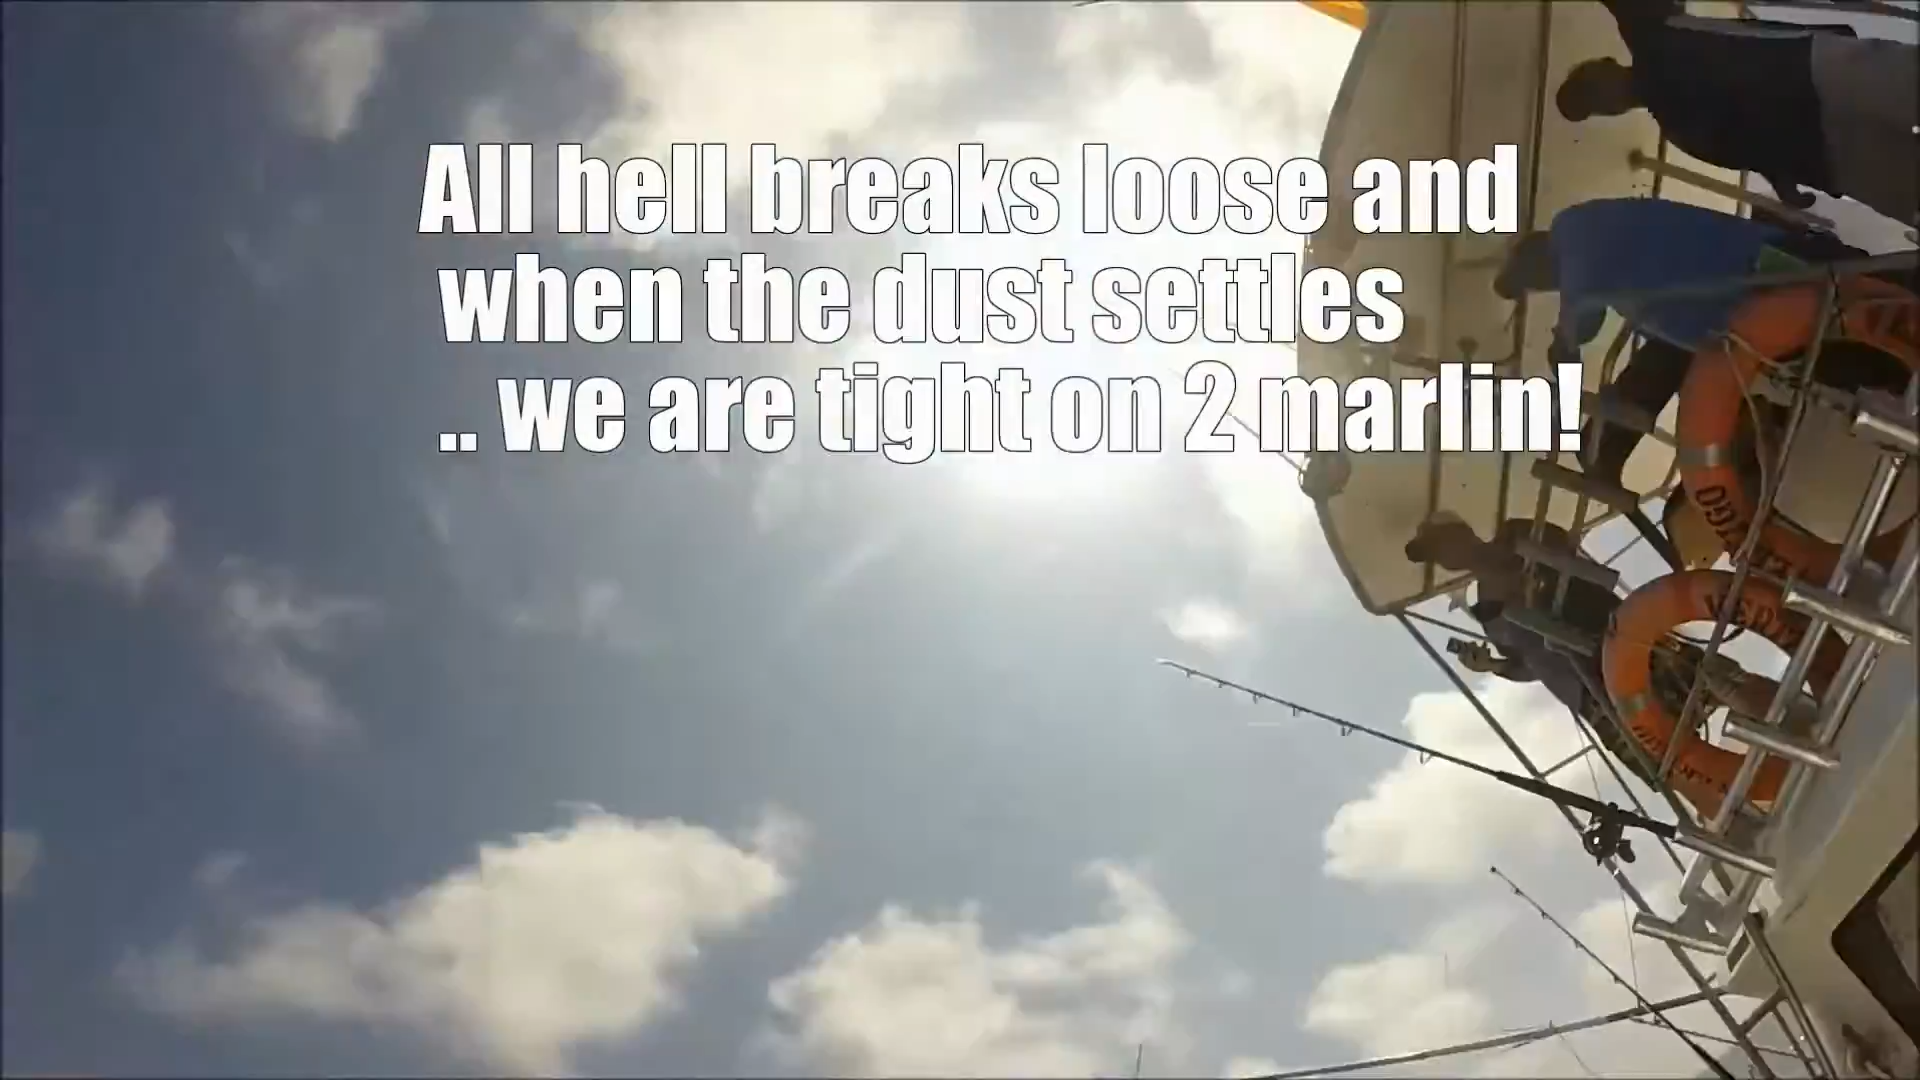 All hell breaks loose and
when the dust settles
.. we are tight on 2 marlin!